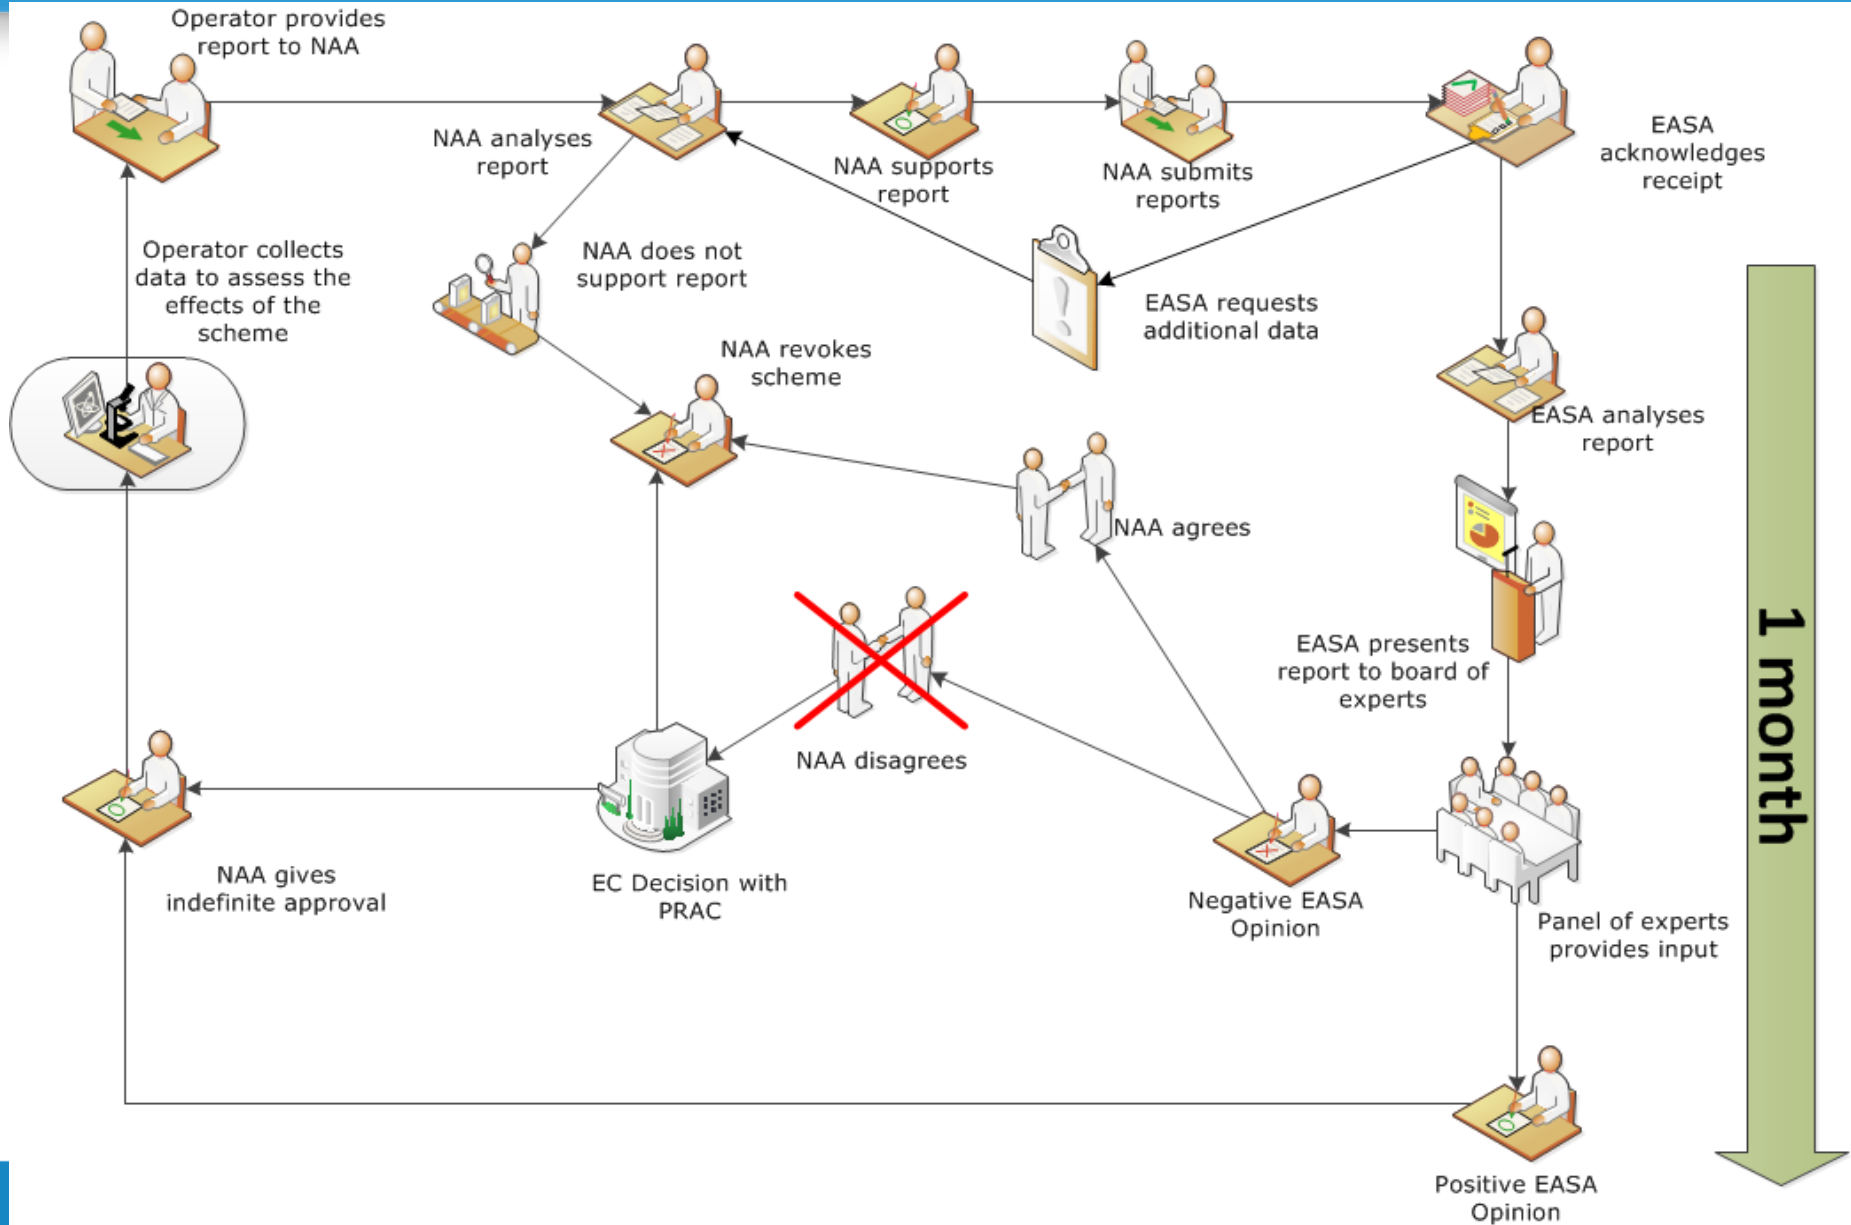 Operator provides
report to NAA
NAA analyses
report
NAA supports
report
NAA submits
reports
EASA
acknowledges
receipt
Operator collects
data to assess the
effects of the
scheme
NAA does not
support report
EASA requests
additional data
NAA revokes
scheme
EASA analyses
report
NAA agrees
EASA presents
report to board of
experts
1 month
NAA disagrees
NAA gives
indefinite approval
EC Decision with
PRAC
Negative EASA
Opinion
Panel of experts
provides input
Positive EASA
Opinion